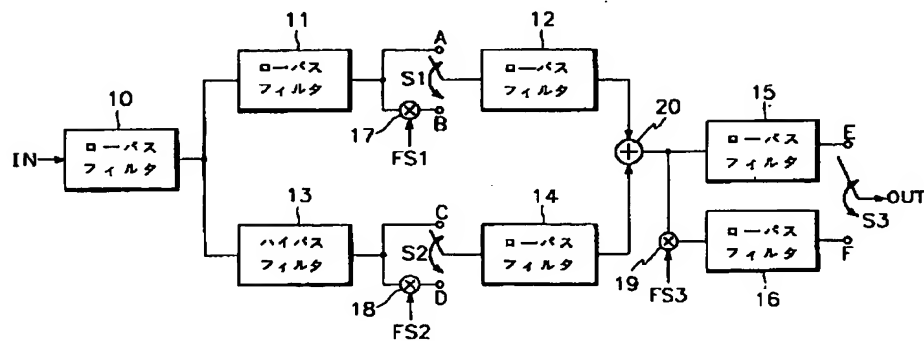 11
ローパス
フィルタ
A
S1
B
17
FS1
12
ローパス
フィルタ
10
IN
ローパス
フィルタ
20
15
ローパス
フィルタ
E
OUT
S3
F
13
ハイパス
フィルタ
C
S2
D
18
FS2
14
ローパス
フィルタ
19
FS3
ローパス
フィルタ
16